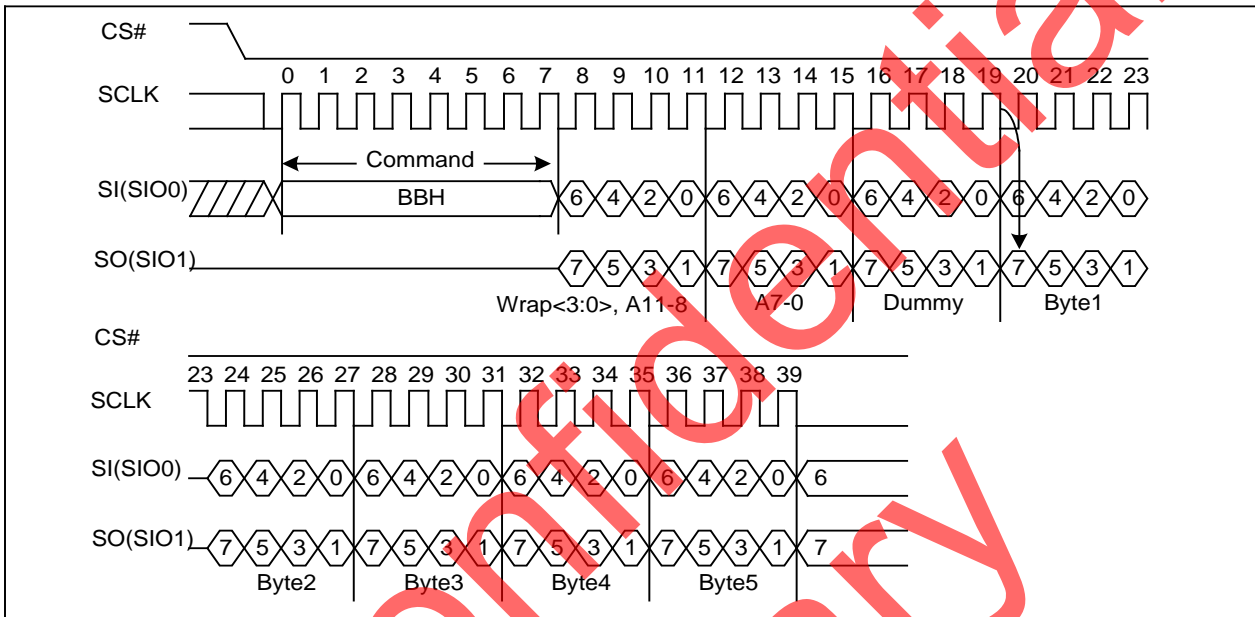 CS#
0 1 2 3 4 5 6 7 8 9 10 11 12 13 14 15 16 17 18 19 20 21 22 23
SCLK
Command
SI(SIO0) BBH 6 4 2 0 6 4 2 0 6 4 2 0 6 4 2 0
SO(SIO1) 7 5 3 1 7 5 3 1 7 5 3 1 7 5 3 1
Wrap<3:0>, A11-8 A7-0 Dummy Byte1
CS#
23 24 25 26 27 28 29 30 31 32 33 34 35 36 37 38 39
SCLK
SI(SIO0) 6 4 2 0 6 4 2 0 6 4 2 0 6 4 2 0 6
SO(SIO1) 7 5 3 1 7 5 3 1 7 5 3 1 7 5 3 1 7
Byte2 Byte3 Byte4 Byte5